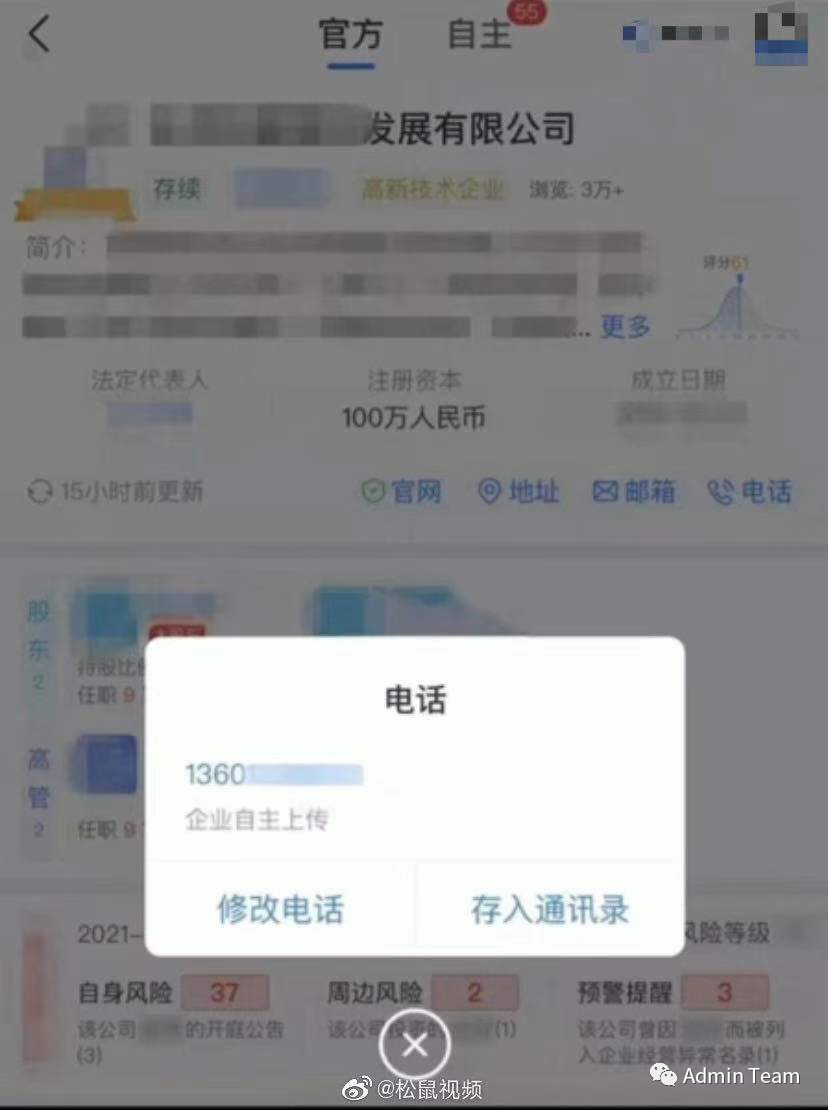 官方 自主 55
发展有限公司
存续 高新技术企业 浏览: 3万+
简介:
评分61
... 更多
法定代表人 注册资本 成立日期
100万人民币
15小时前更新 官网 地址 邮箱 电话
股东 2
持股比
任职 9
高管 2
任职 9
电话
1360
企业自主上传
修改电话 存入通讯录
2021- 风险等级
自身风险 37 周边风险 2 预警提醒 3
该公司 的开庭公告 该公司投资的 (1) 该公司曾因 而被列
(3) 入企业经营异常名录(1)
@松鼠视频
Admin Team